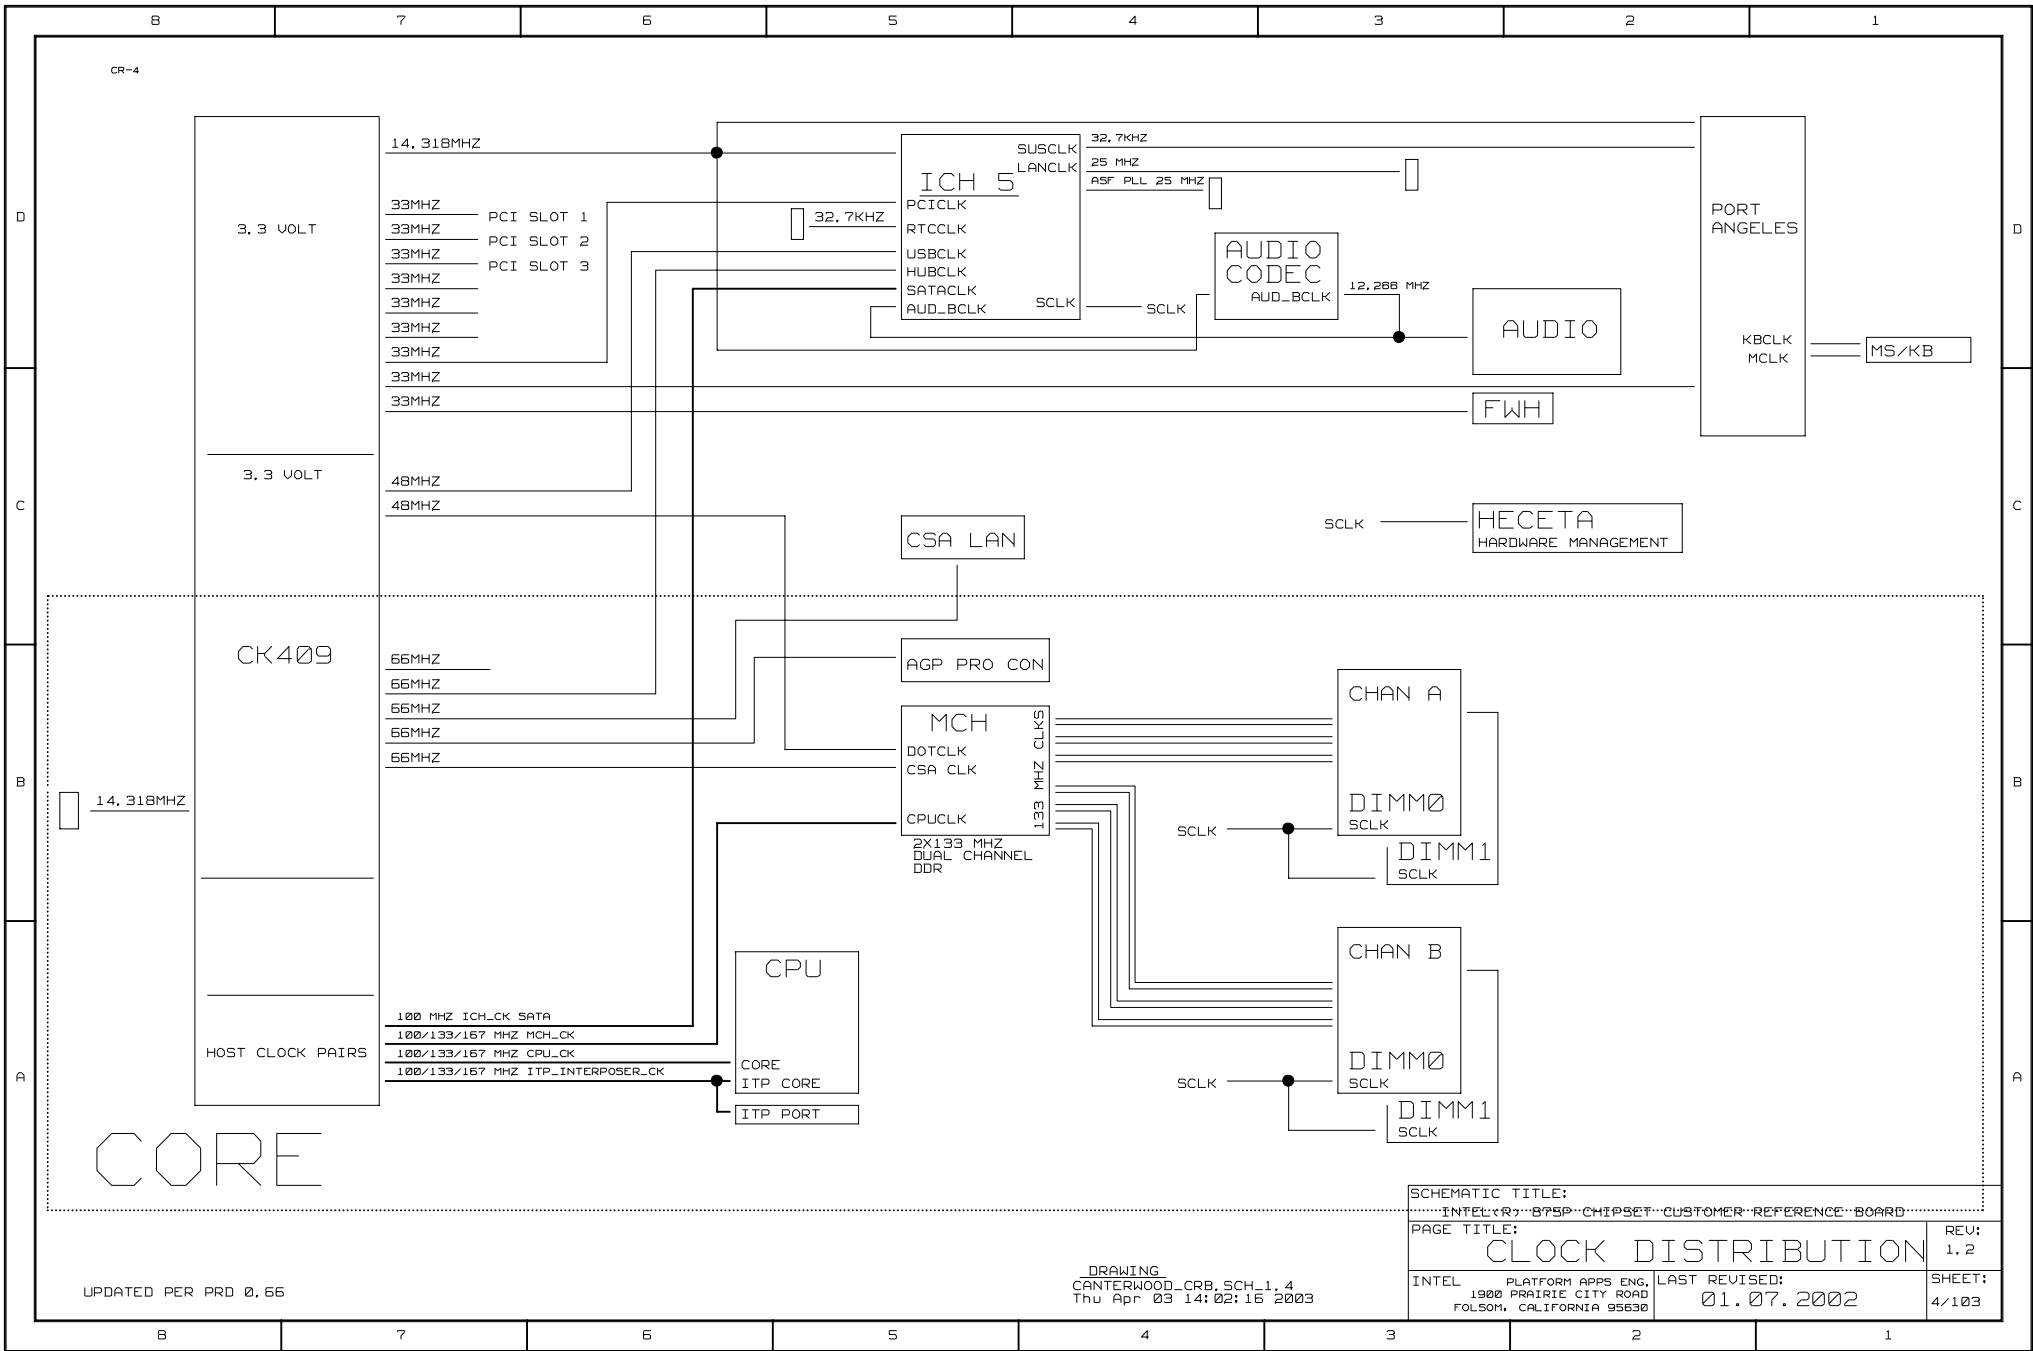 8 7 6 5 4 3 2 1
CR-4
D
D
C
C
B
B
A
A
3.3 VOLT
3.3 VOLT
CK409
HOST CLOCK PAIRS
14.318MHZ
14.318MHZ
33MHZ
PCI SLOT 1
33MHZ
PCI SLOT 2
33MHZ
PCI SLOT 3
33MHZ
33MHZ
33MHZ
33MHZ
33MHZ
33MHZ
48MHZ
48MHZ
66MHZ
66MHZ
66MHZ
66MHZ
66MHZ
100 MHZ ICH_CK SATA
100/133/167 MHZ MCH_CK
100/133/167 MHZ CPU_CK
100/133/167 MHZ ITP_INTERPOSER_CK
32.7KHZ
ICH 5
SUSCLK
LANCLK
PCICLK
RTCCLK
USBCLK
HUBCLK
SATACLK
AUD_BCLK
SCLK
SCLK
32.7KHZ
25 MHZ
ASF PLL 25 MHZ
AUDIO
CODEC
AUD_BCLK
12.288 MHZ
AUDIO
PORT
ANGELES
KBCLK
MCLK
MS/KB
FWH
SCLK
HECETA
HARDWARE MANAGEMENT
CSA LAN
AGP PRO CON
MCH
DOTCLK
CSA CLK
CPUCLK
133 MHZ CLKS
2X133 MHZ
DUAL CHANNEL
DDR
CHAN A
DIMM0
SCLK
SCLK
DIMM1
SCLK
CHAN B
DIMM0
SCLK
SCLK
DIMM1
SCLK
CPU
CORE
ITP CORE
ITP PORT
CORE
UPDATED PER PRD 0.66
DRAWING
CANTERWOOD_CRB.SCH_1.4
Thu Apr 03 14:02:16 2003
SCHEMATIC TITLE:
INTEL(R) 875P CHIPSET CUSTOMER REFERENCE BOARD
PAGE TITLE:
CLOCK DISTRIBUTION
REV:
1.2
INTEL
PLATFORM APPS ENG.
1900 PRAIRIE CITY ROAD
FOLSOM, CALIFORNIA 95630
LAST REVISED:
01.07.2002
SHEET:
4/103
8 7 6 5 4 3 2 1